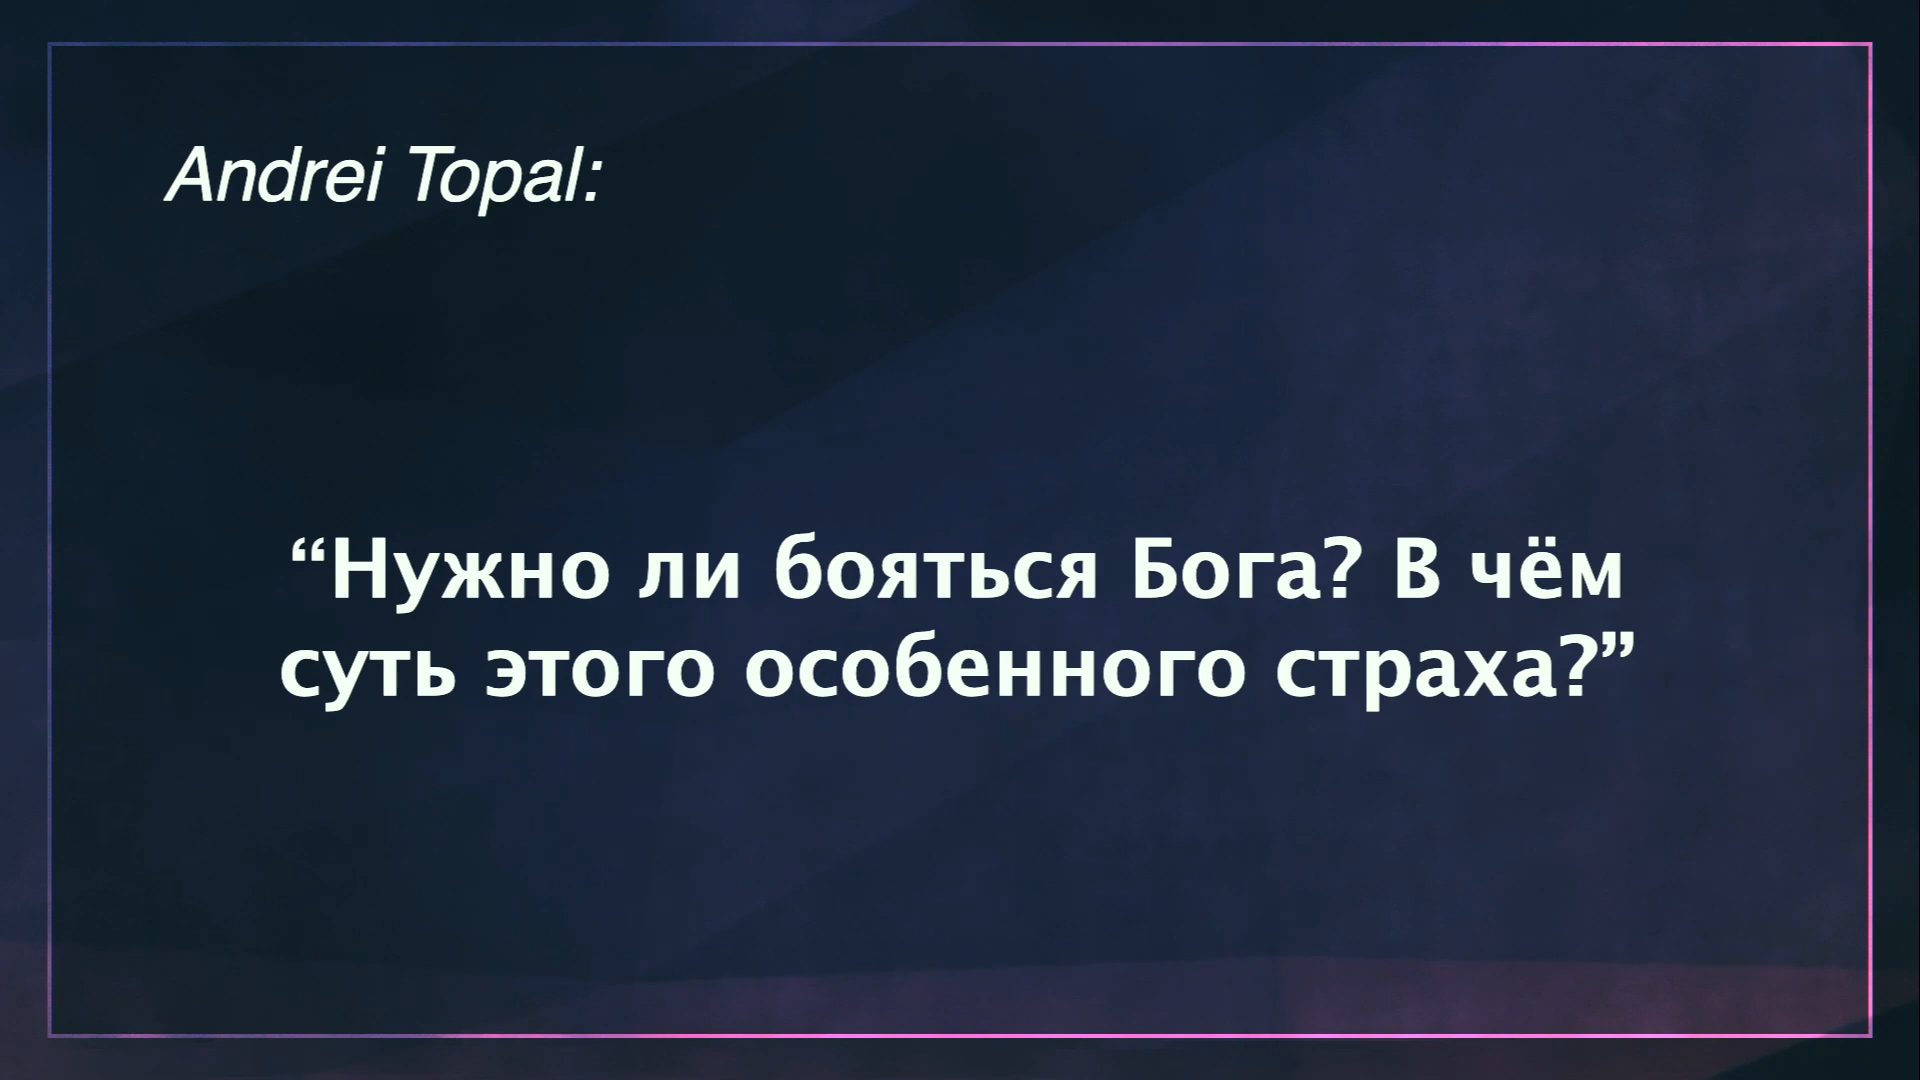 Andrei Topal:
“Нужно ли бояться Бога? В чём
суть этого особенного страха?”